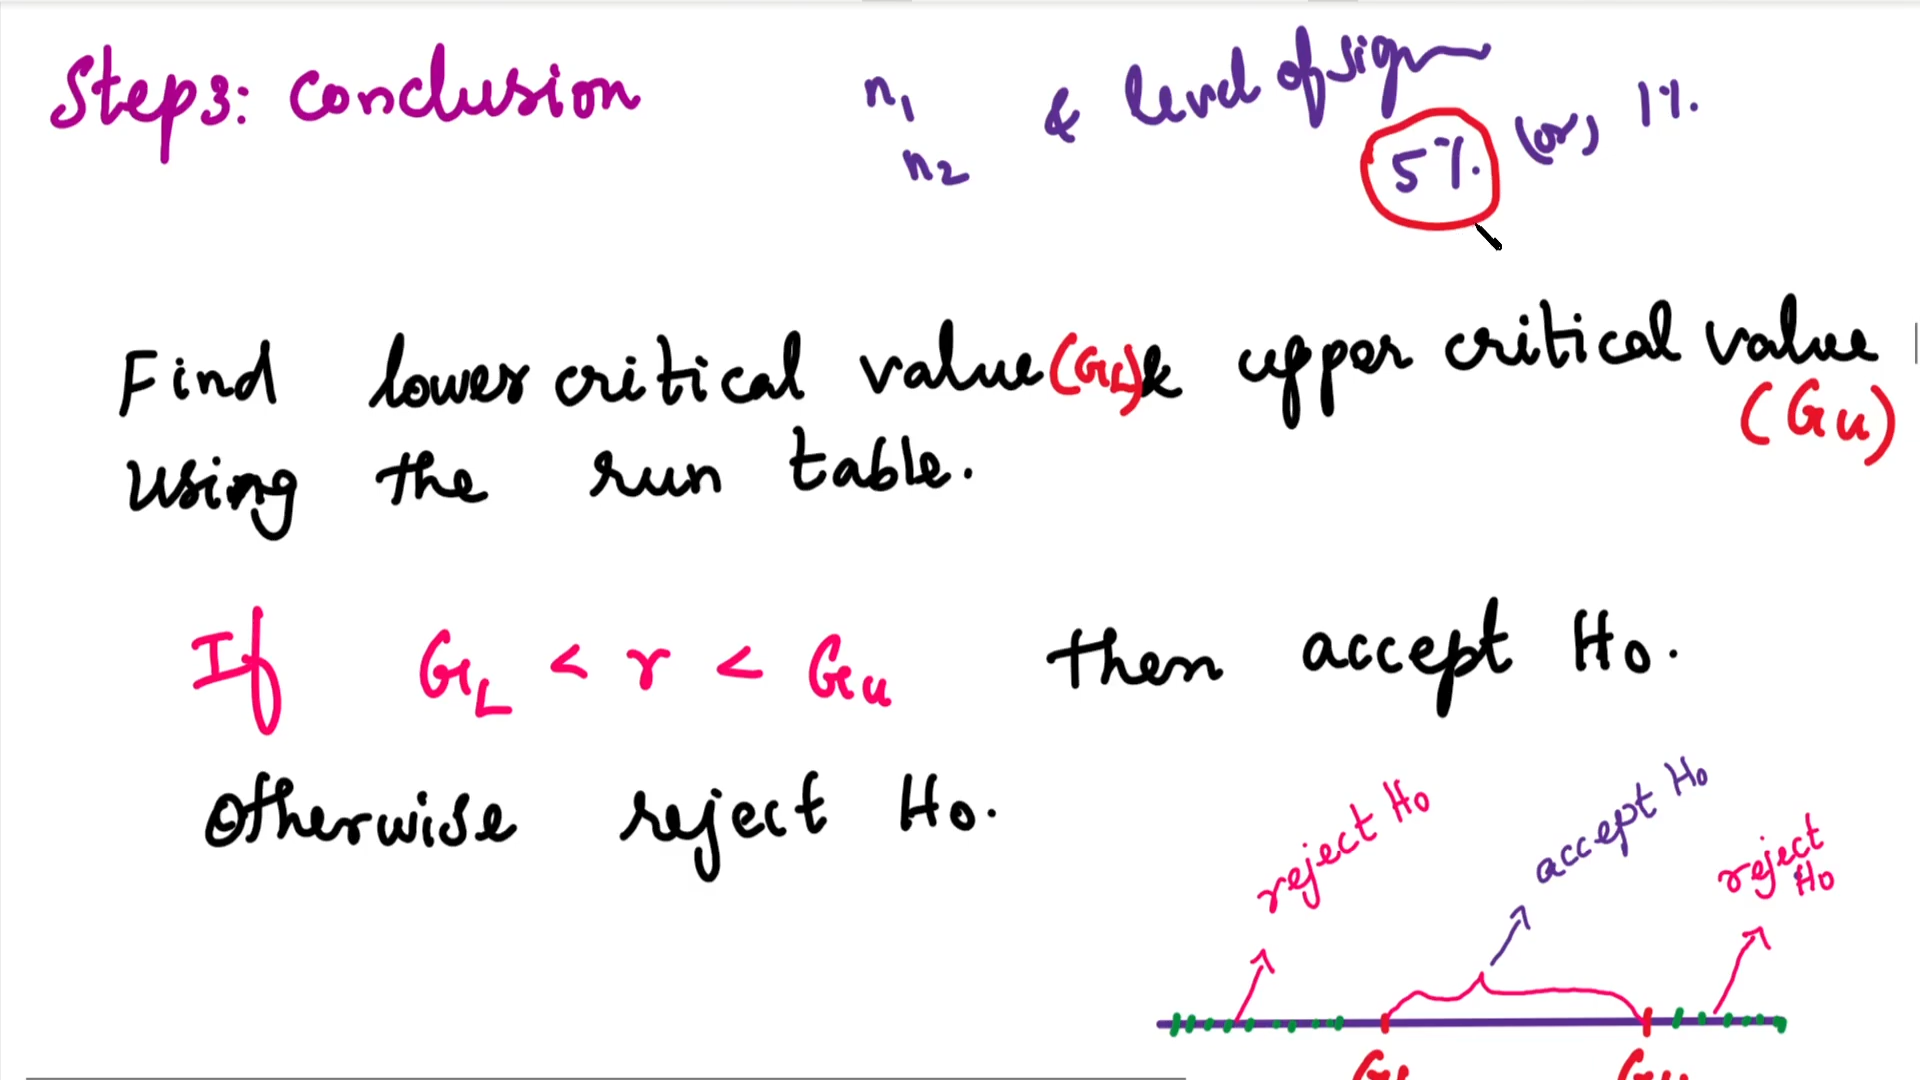 Step3: Conclusion
n1 & level of sign
n2 5% (or) 1%.
Find lower critical value (GL) & upper critical value
(Gu)
using the run table.
If GL < r < Gu then accept Ho.
Otherwise reject Ho.
reject Ho
accept Ho
reject
Ho
GL Gu